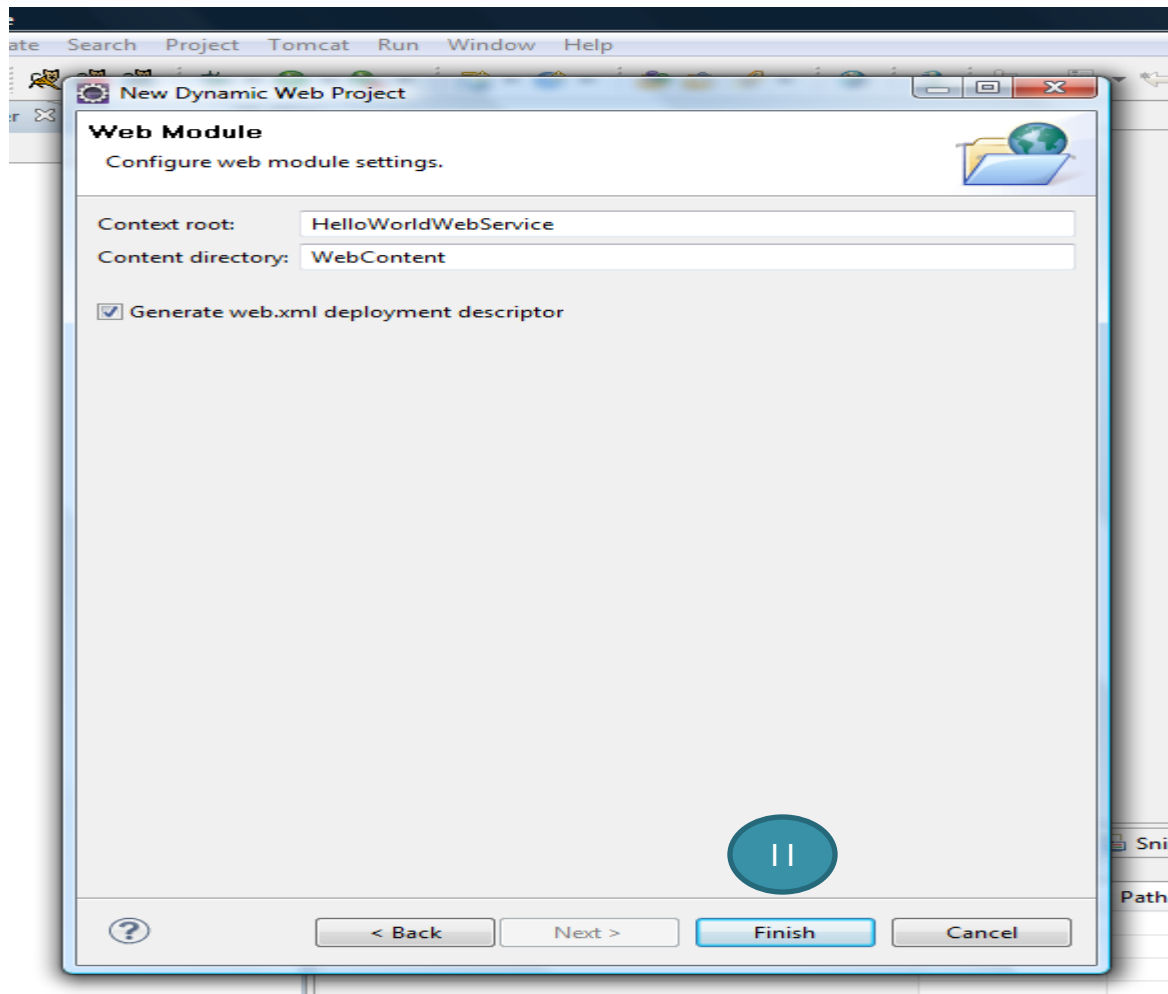 ate Search Project Tomcat Run Window Help
New Dynamic Web Project
Web Module
Configure web module settings.
Context root: HelloWorldWebService
Content directory: WebContent
Generate web.xml deployment descriptor
11
Sni
Path
< Back Next > Finish Cancel